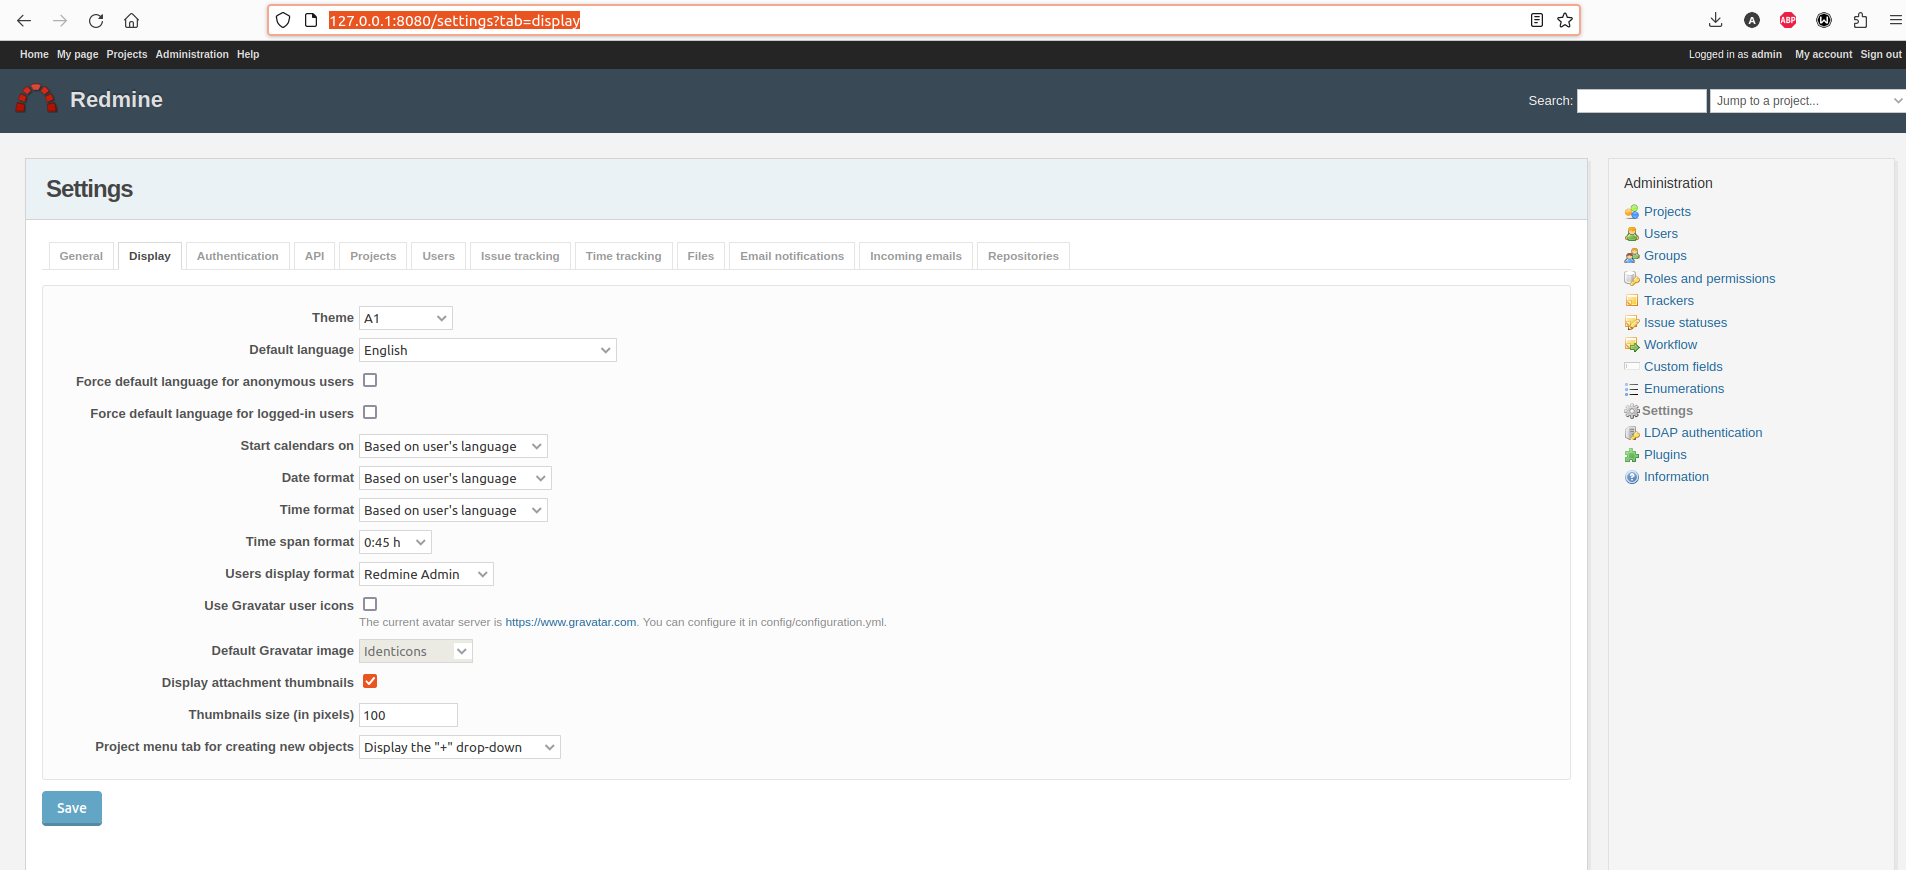 127.0.0.1:8080/settings?tab=display
A ABP W
Home My page Projects Administration Help Logged in as admin My account Sign out
Redmine Search: Jump to a project...
Settings
General Display Authentication API Projects Users Issue tracking Time tracking Files Email notifications Incoming emails Repositories
Theme A1
Default language English
Force default language for anonymous users
Force default language for logged-in users
Start calendars on Based on user's language
Date format Based on user's language
Time format Based on user's language
Time span format 0:45 h
Users display format Redmine Admin
Use Gravatar user icons
The current avatar server is https://www.gravatar.com. You can configure it in config/configuration.yml.
Default Gravatar image Identicons
Display attachment thumbnails
Thumbnails size (in pixels) 100
Project menu tab for creating new objects Display the "+" drop-down
Save
Administration
Projects
Users
Groups
Roles and permissions
Trackers
Issue statuses
Workflow
Custom fields
Enumerations
Settings
LDAP authentication
Plugins
Information